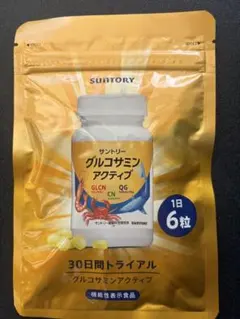 SUNTORY
サントリー
グルコサミン
アクティブ
GLCN
QG
CN
1日
6粒
30日間トライアル
グルコサミンアクティブ
機能性表示食品